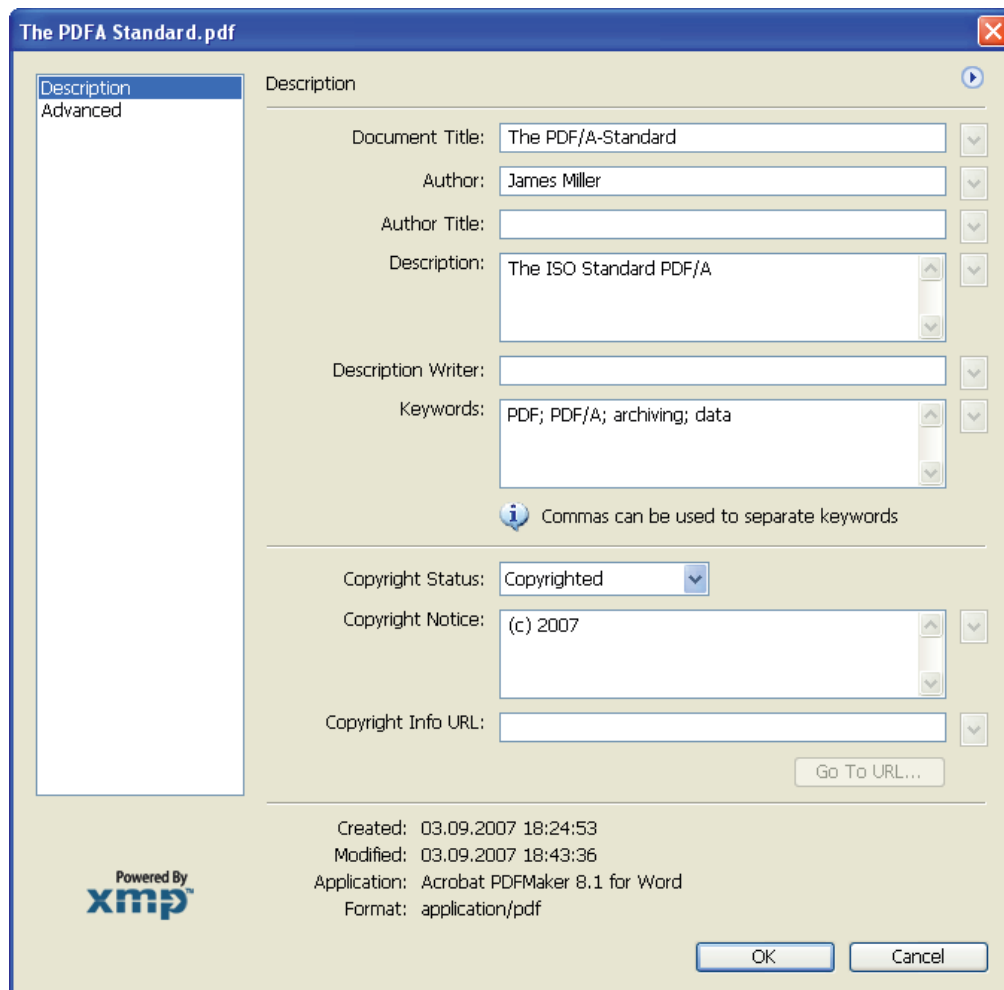 The PDFA Standard.pdf
Description
Advanced
Description
Document Title: The PDF/A-Standard
Author: James Miller
Author Title:
Description: The ISO Standard PDF/A
Description Writer:
Keywords: PDF; PDF/A; archiving; data
Commas can be used to separate keywords
Copyright Status: Copyrighted
Copyright Notice: (c) 2007
Copyright Info URL:
Go To URL...
Created: 03.09.2007 18:24:53
Modified: 03.09.2007 18:43:36
Application: Acrobat PDFMaker 8.1 for Word
Format: application/pdf
Powered By
xmp™
OK Cancel